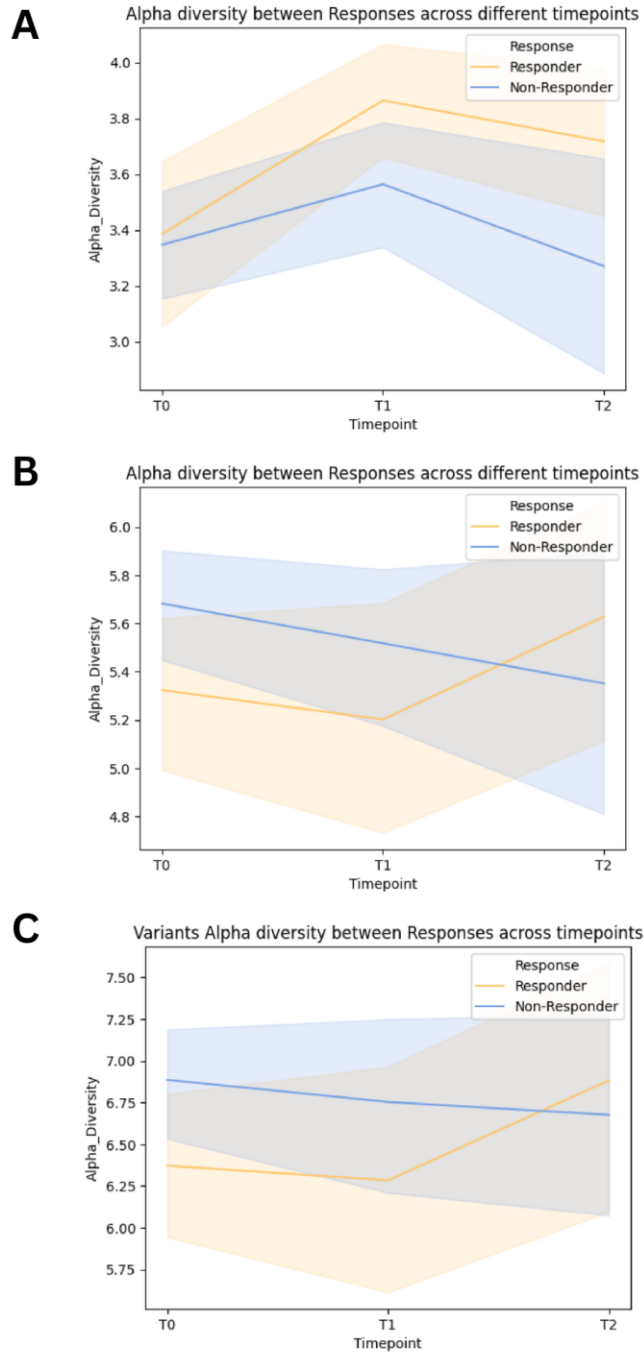 A
Alpha diversity between Responses across different timepoints
Response
Responder
Non-Responder
4.0
3.8
3.6
3.4
3.2
3.0
Alpha_Diversity
T0
T1
T2
Timepoint
B
Alpha diversity between Responses across different timepoints
Response
Responder
Non-Responder
6.0
5.8
5.6
5.4
5.2
5.0
4.8
Alpha_Diversity
T0
T1
T2
Timepoint
C
Variants Alpha diversity between Responses across timepoints
Response
Responder
Non-Responder
7.50
7.25
7.00
6.75
6.50
6.25
6.00
5.75
Alpha_Diversity
T0
T1
T2
Timepoint